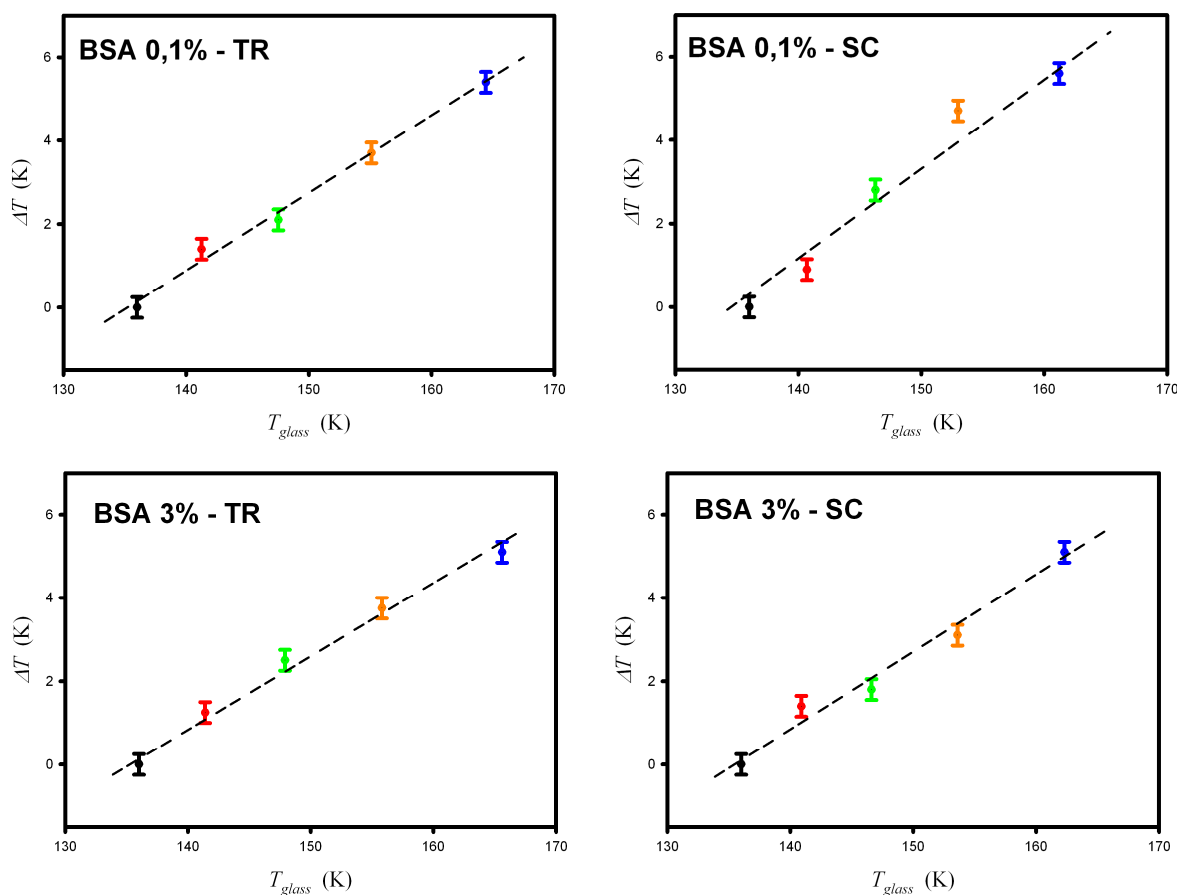 BSA 0,1% - TR
6
4
2
0
ΔT (K)
130 140 150 160 170
T_glass (K)
BSA 0,1% - SC
6
4
2
0
ΔT (K)
130 140 150 160 170
T_glass (K)
BSA 3% - TR
6
4
2
0
ΔT (K)
130 140 150 160 170
T_glass (K)
BSA 3% - SC
6
4
2
0
ΔT (K)
130 140 150 160 170
T_glass (K)